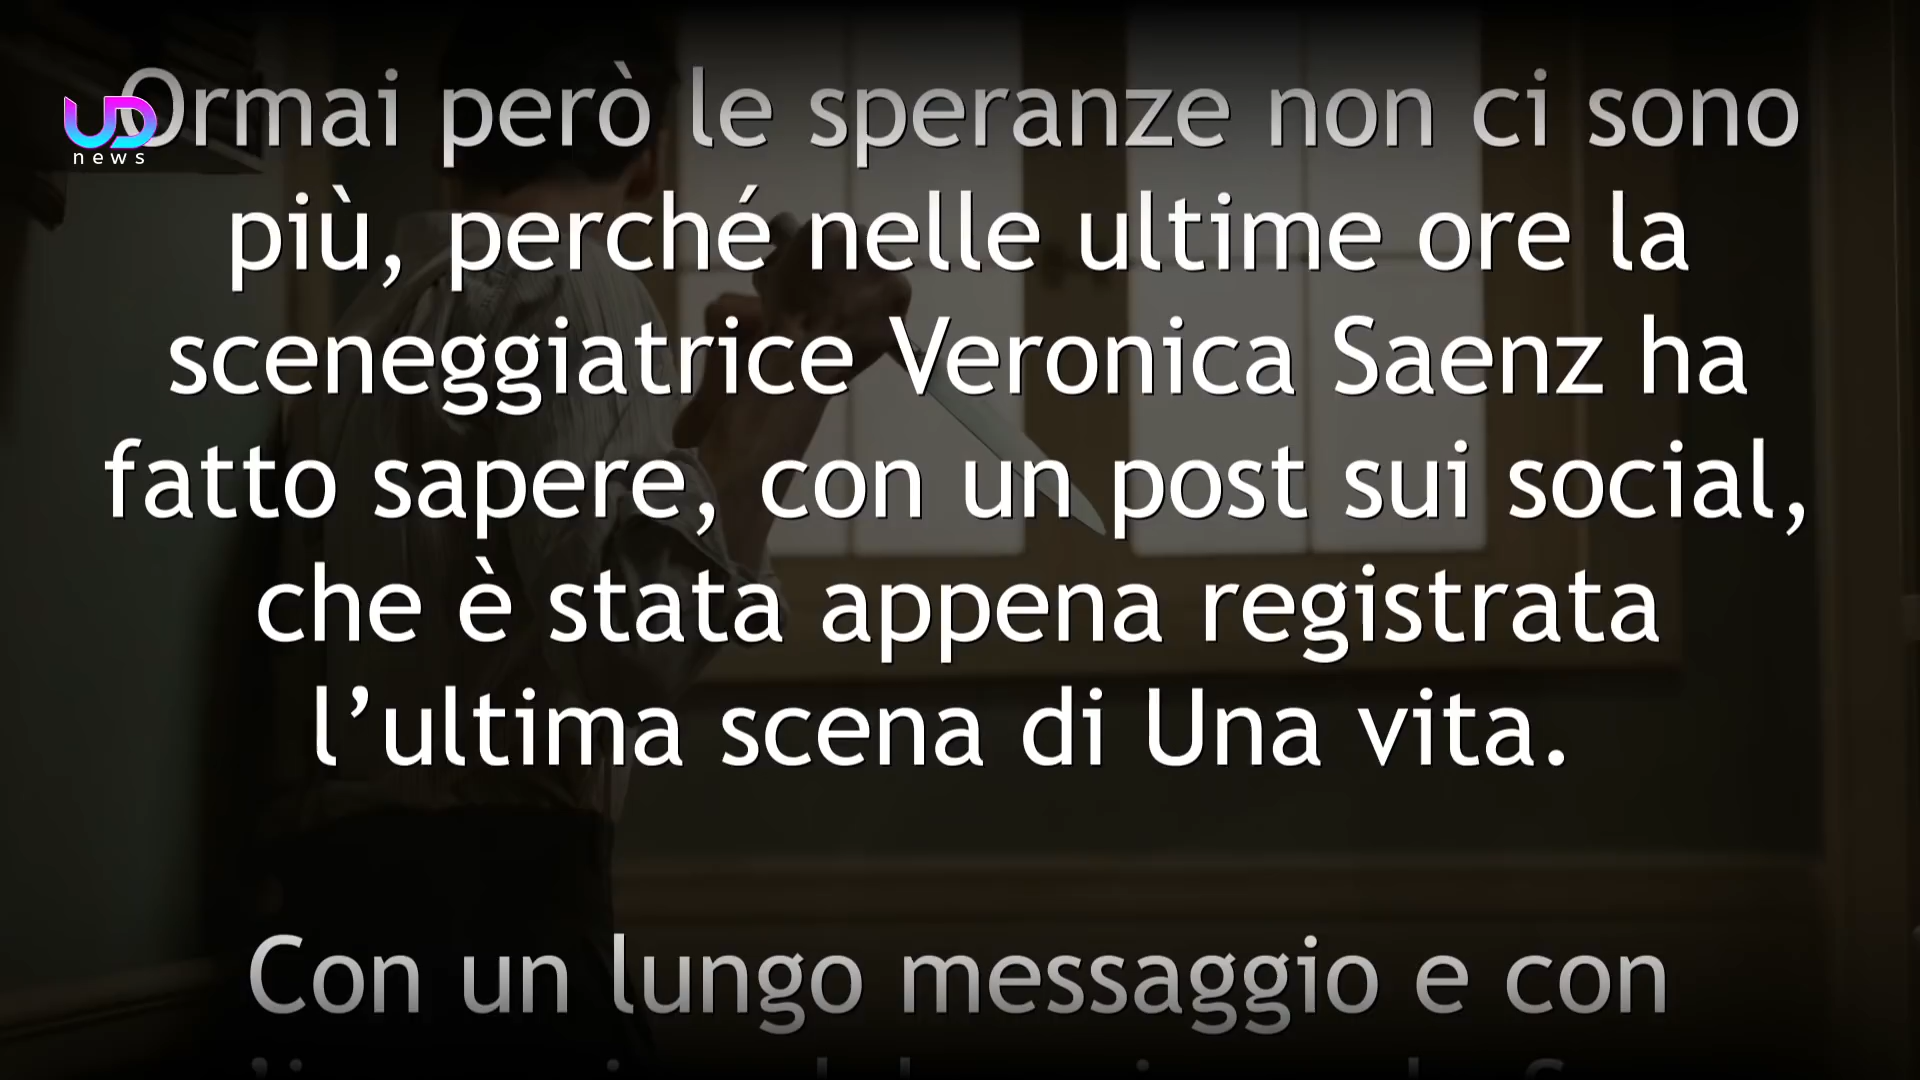 UD
news
Ormai però le speranze non ci sono
più, perché nelle ultime ore la
sceneggiatrice Veronica Saenz ha
fatto sapere, con un post sui social,
che è stata appena registrata
l’ultima scena di Una vita.
Con un lungo messaggio e con